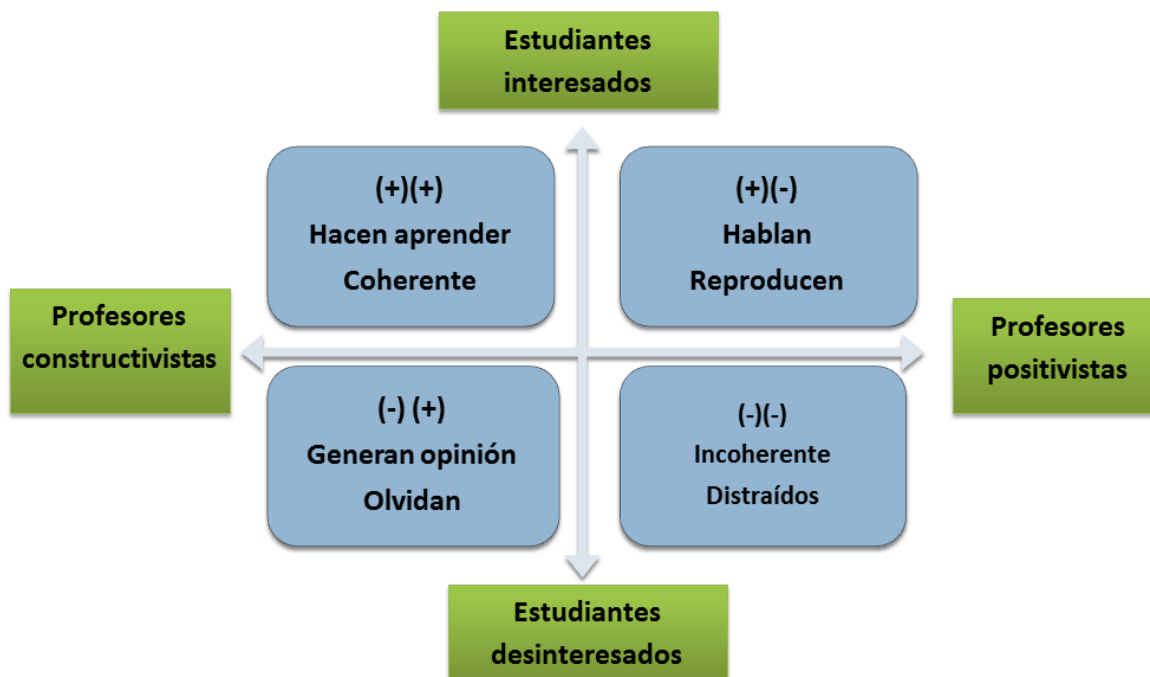 Estudiantes
interesados
(+)(+)
Hacen aprender
Coherente
(+)(-)
Hablan
Reproducen
Profesores
constructivistas
Profesores
positivistas
(-) (+)
Generan opinión
Olvidan
(-)(-)
Incoherente
Distraídos
Estudiantes
desinteresados